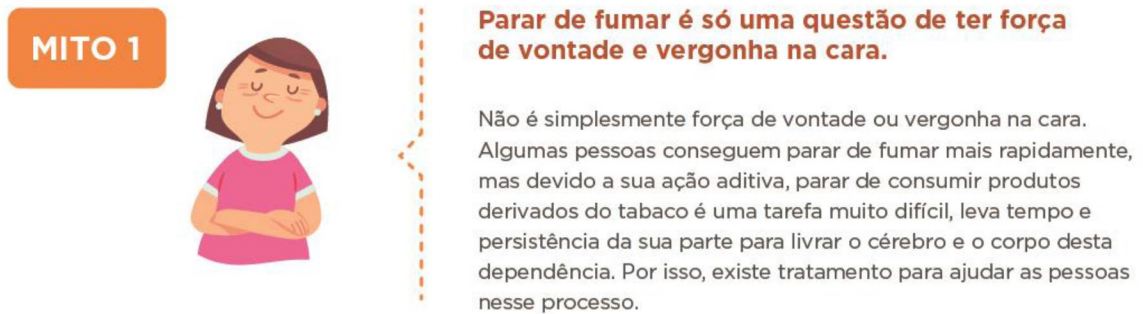 MITO 1
Parar de fumar é só uma questão de ter força
de vontade e vergonha na cara.
Não é simplesmente força de vontade ou vergonha na cara.
Algumas pessoas conseguem parar de fumar mais rapidamente,
mas devido a sua ação aditiva, parar de consumir produtos
derivados do tabaco é uma tarefa muito difícil, leva tempo e
persistência da sua parte para livrar o cérebro e o corpo desta
dependência. Por isso, existe tratamento para ajudar as pessoas
nesse processo.